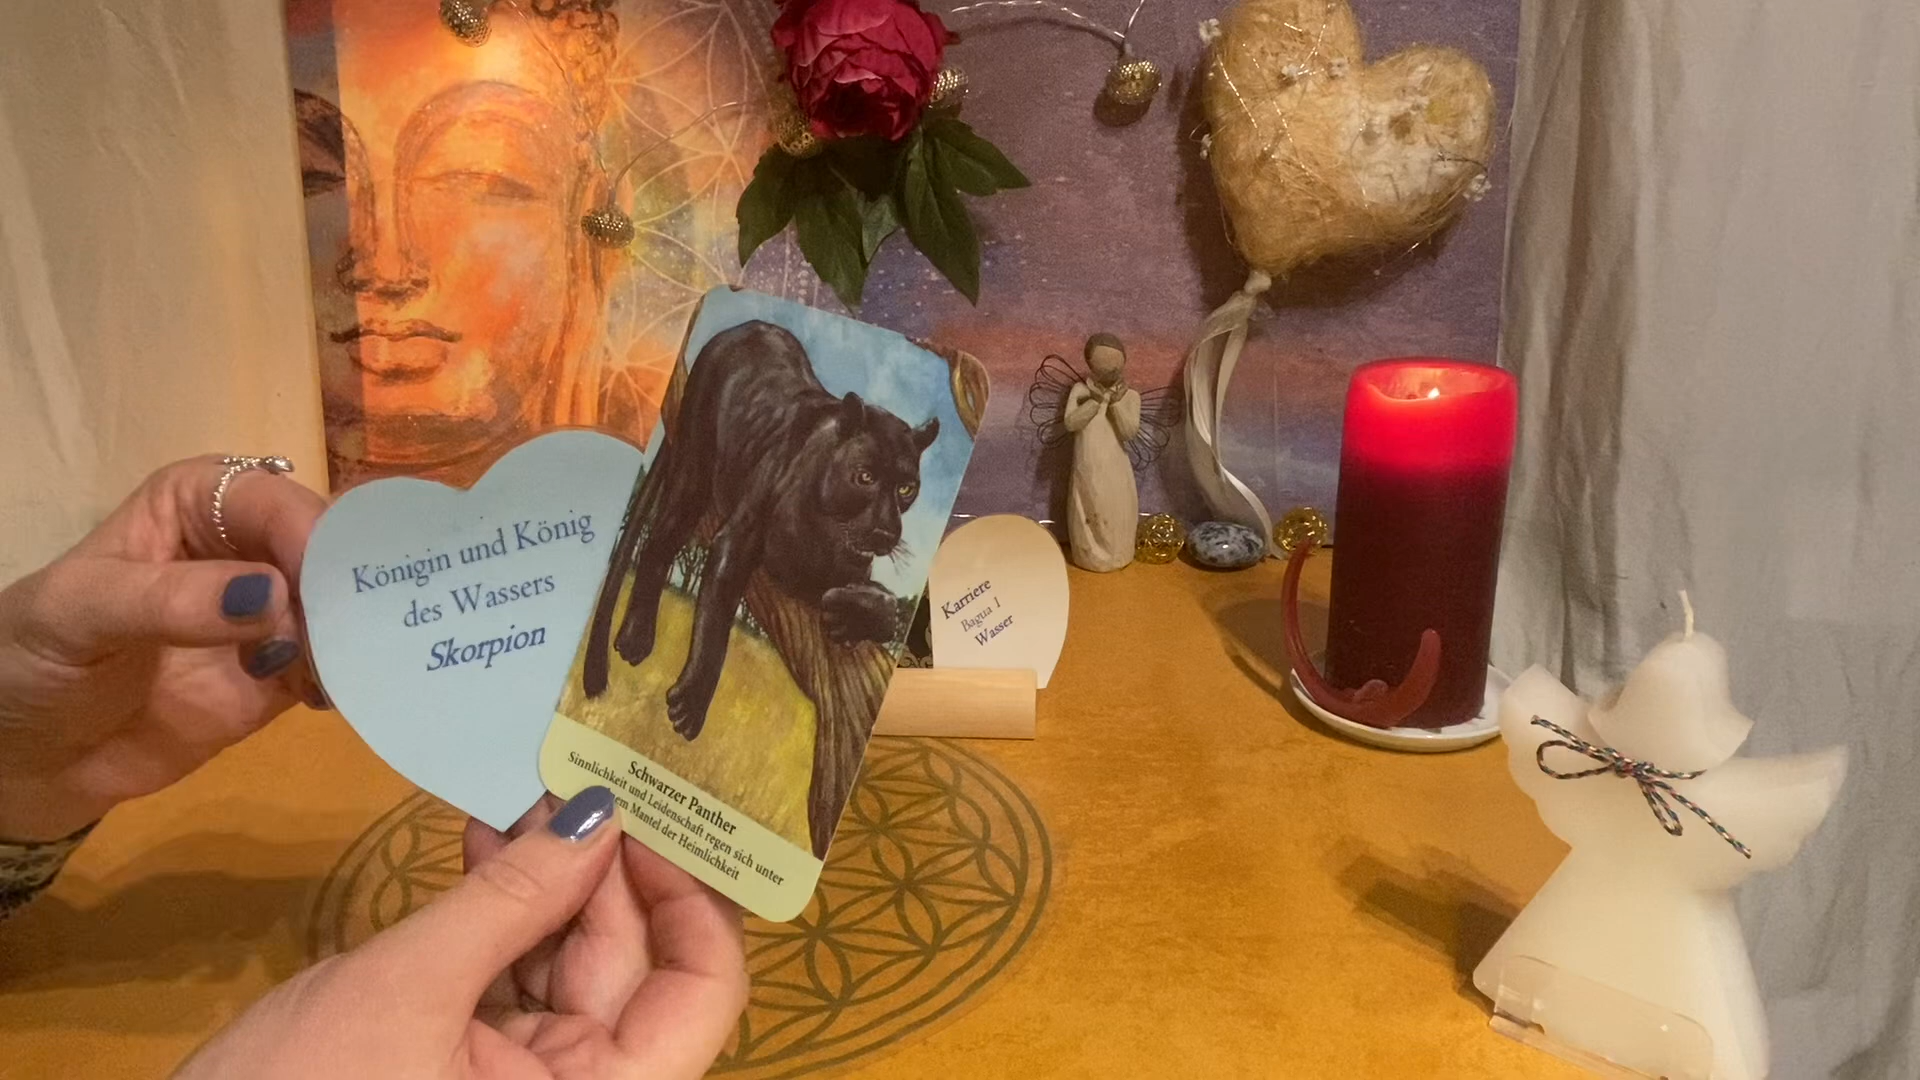 Königin und König
des Wassers
Skorpion
Schwarzer Panther
Sinnlichkeit und Leidenschaft regen sich unter
em Mantel der Heimlichkeit
Karriere
Bagua 1
Wasser